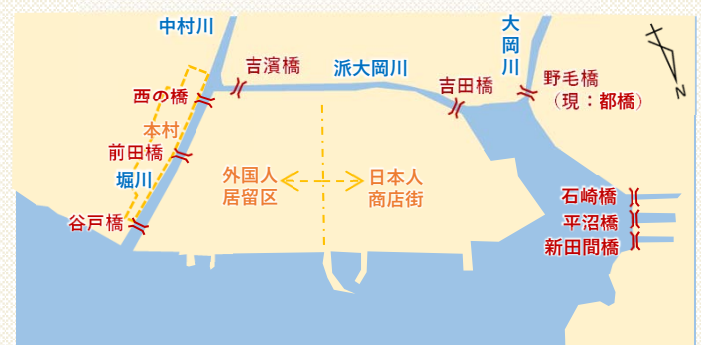 中村川
大岡川
吉濱橋
派大岡川
吉田橋
野毛橋
(現：都橋)
西の橋
本村
前田橋
堀川
外国人
居留区
日本人
商店街
谷戸橋
石崎橋
平沼橋
新田間橋
N